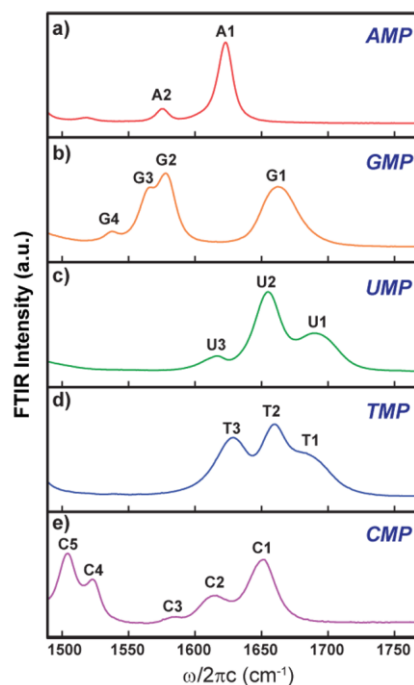 a) A1 AMP
A2
b) GMP
G3 G2 G1
G4
c) UMP
U2
U1
U3
d) TMP
T3 T2 T1
e) CMP
C5 C4 C1
C2
C3
FTIR Intensity (a.u.)
1500 1550 1600 1650 1700 1750
ω/2πc (cm⁻¹)